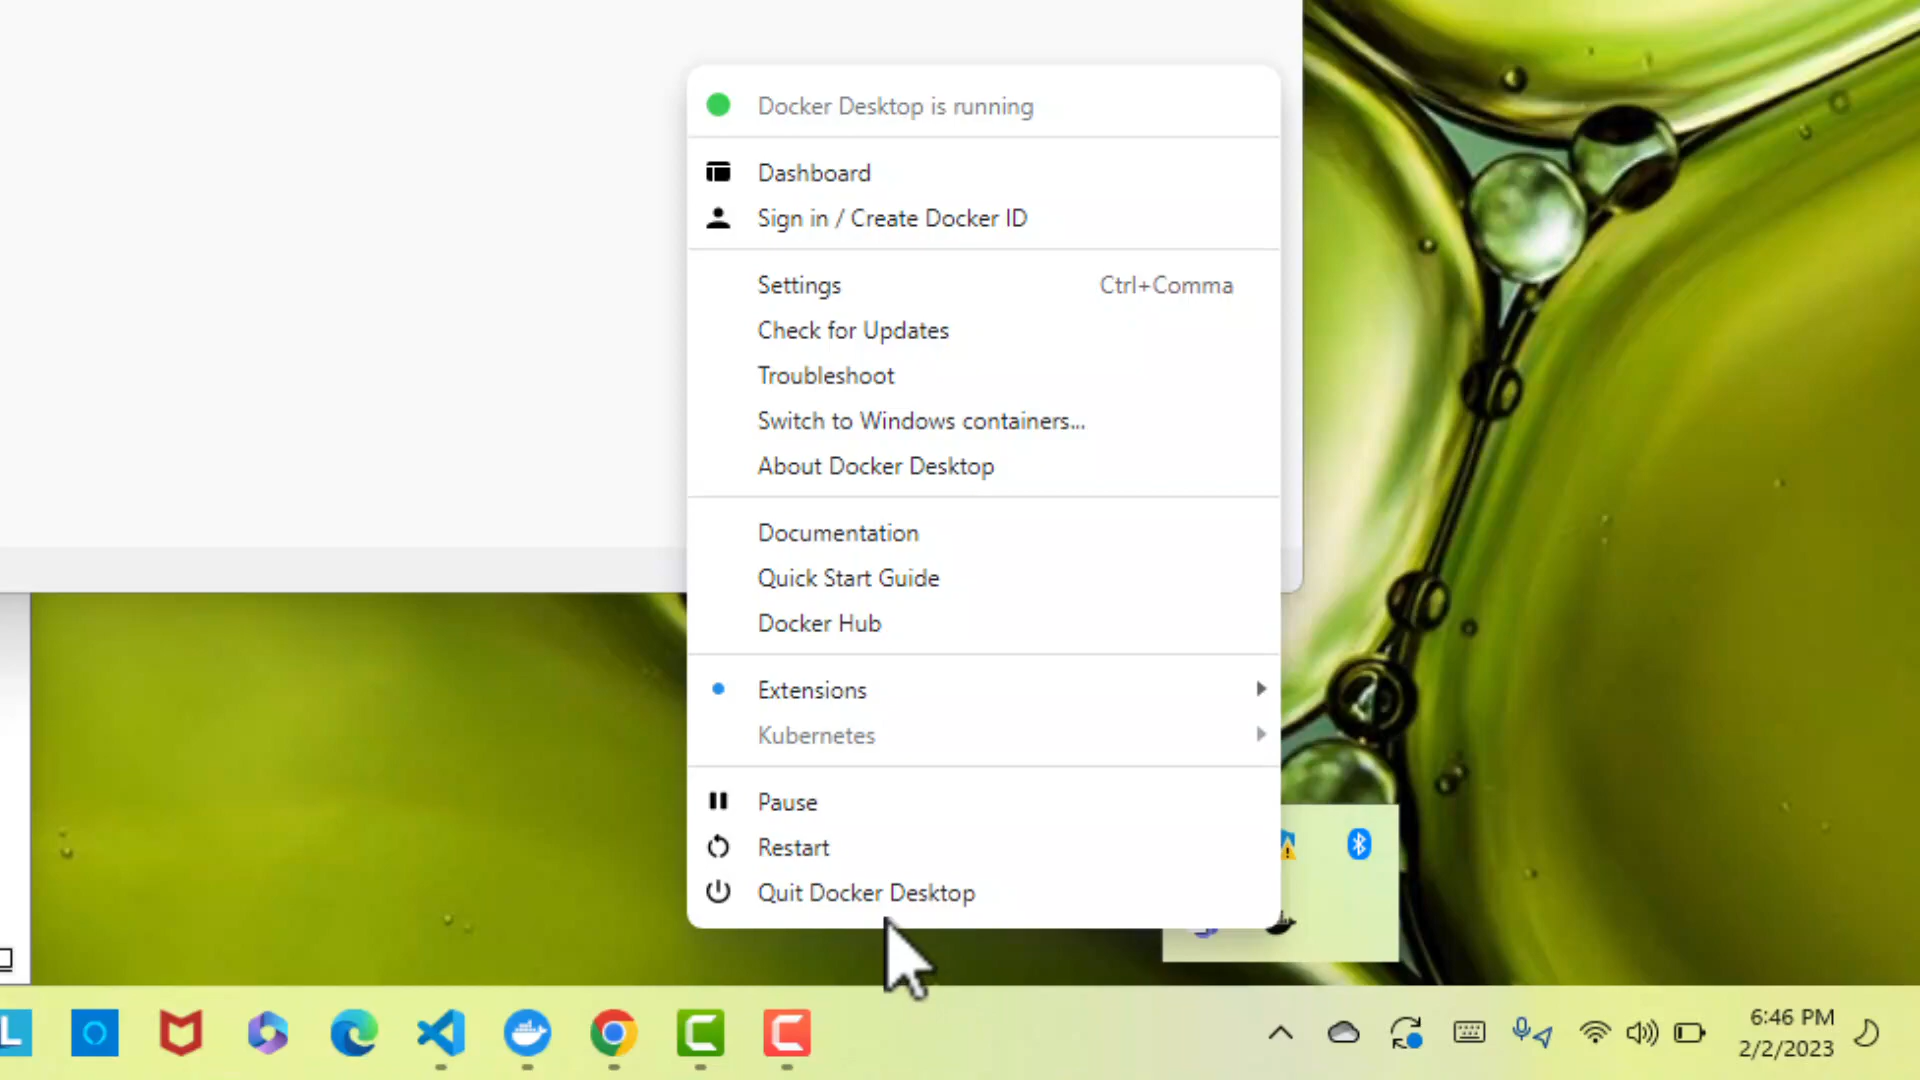 Docker Desktop is running
Dashboard
Sign in / Create Docker ID
Settings Ctrl+Comma
Check for Updates
Troubleshoot
Switch to Windows containers...
About Docker Desktop
Documentation
Quick Start Guide
Docker Hub
Extensions
Kubernetes
Pause
Restart
Quit Docker Desktop
L
6:46 PM
2/2/2023